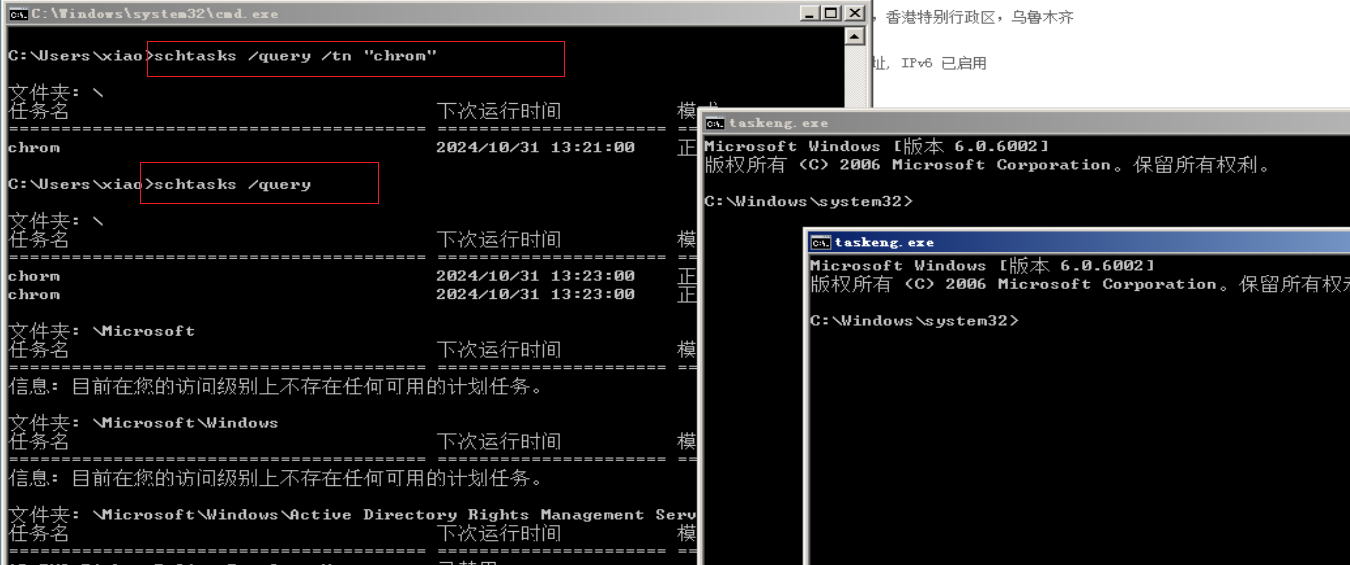 C:\Windows\system32\cmd.exe
，香港特别行政区，乌鲁木齐
C:\Users\xiao>schtasks /query /tn "chrom"
址，IPv6 已启用
文件夹: \
任务名 下次运行时间 模
======================================== ====================== ==
chrom 2024/10/31 13:21:00 正
C:\Users\xiao>schtasks /query
文件夹: \
任务名 下次运行时间 模
======================================== ====================== ==
chorm 2024/10/31 13:23:00 正
chrom 2024/10/31 13:23:00 正
文件夹: \Microsoft
任务名 下次运行时间 模
======================================== ====================== ==
信息: 目前在您的访问级别上不存在任何可用的计划任务。
文件夹: \Microsoft\Windows
任务名 下次运行时间 模
======================================== ====================== ==
信息: 目前在您的访问级别上不存在任何可用的计划任务。
文件夹: \Microsoft\Windows\Active Directory Rights Management Serv
任务名 下次运行时间 模
======================================== ====================== ==
taskeng.exe
Microsoft Windows [版本 6.0.6002]
版权所有 (C) 2006 Microsoft Corporation。保留所有权利。
C:\Windows\system32>
taskeng.exe
Microsoft Windows [版本 6.0.6002]
版权所有 (C) 2006 Microsoft Corporation。保留所有权
C:\Windows\system32>